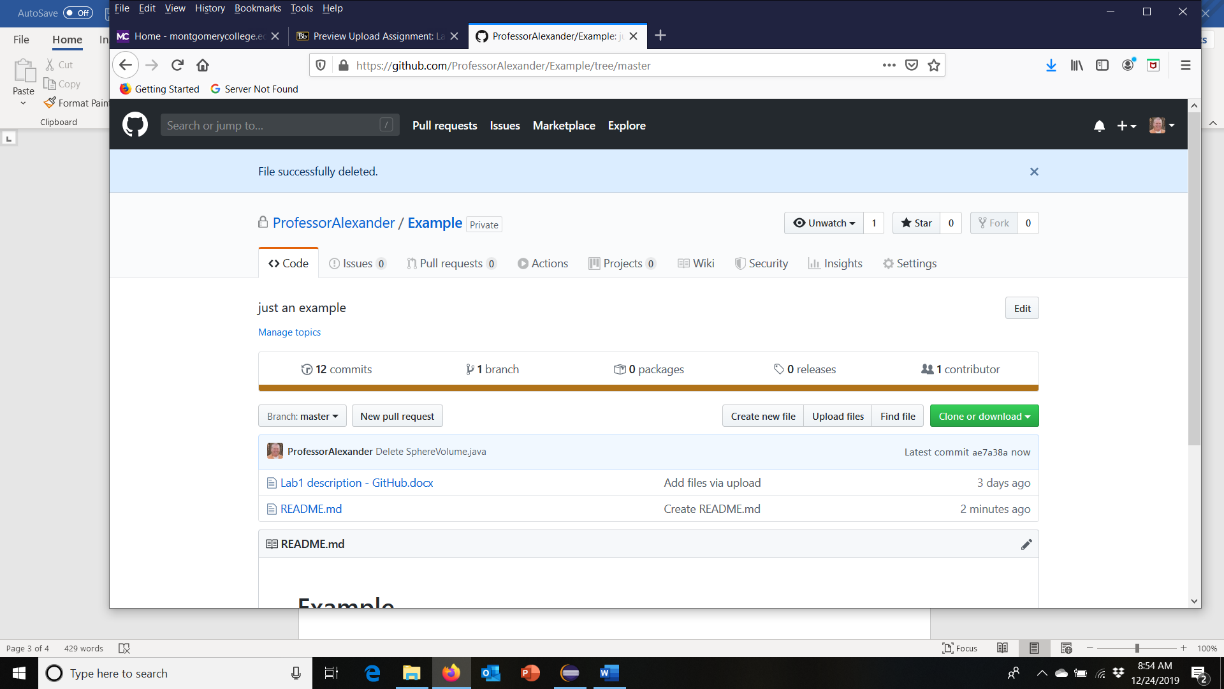 AutoSave Off
File Edit View History Bookmarks Tools Help
MC Home - montgomerycollege.e
Bb Preview Upload Assignment: La
ProfessorAlexander/Example: j
File Home In
https://github.com/ProfessorAlexander/Example/tree/master
Cut
Copy
Format Pain
Paste
Clipboard
Getting Started Server Not Found
Search or jump to... /
Pull requests Issues Marketplace Explore
File successfully deleted.
ProfessorAlexander / Example Private
Unwatch 1 Star 0 Fork 0
Code Issues 0 Pull requests 0 Actions Projects 0 Wiki Security Insights Settings
just an example
Edit
Manage topics
12 commits 1 branch 0 packages 0 releases 1 contributor
Branch: master New pull request Create new file Upload files Find file Clone or download
ProfessorAlexander Delete SphereVolume.java Latest commit ae7a38a now
Lab1 description - GitHub.docx Add files via upload 3 days ago
README.md Create README.md 2 minutes ago
README.md
Example
Page 3 of 4 429 words Focus 100%
Type here to search
8:54 AM
12/24/2019
2